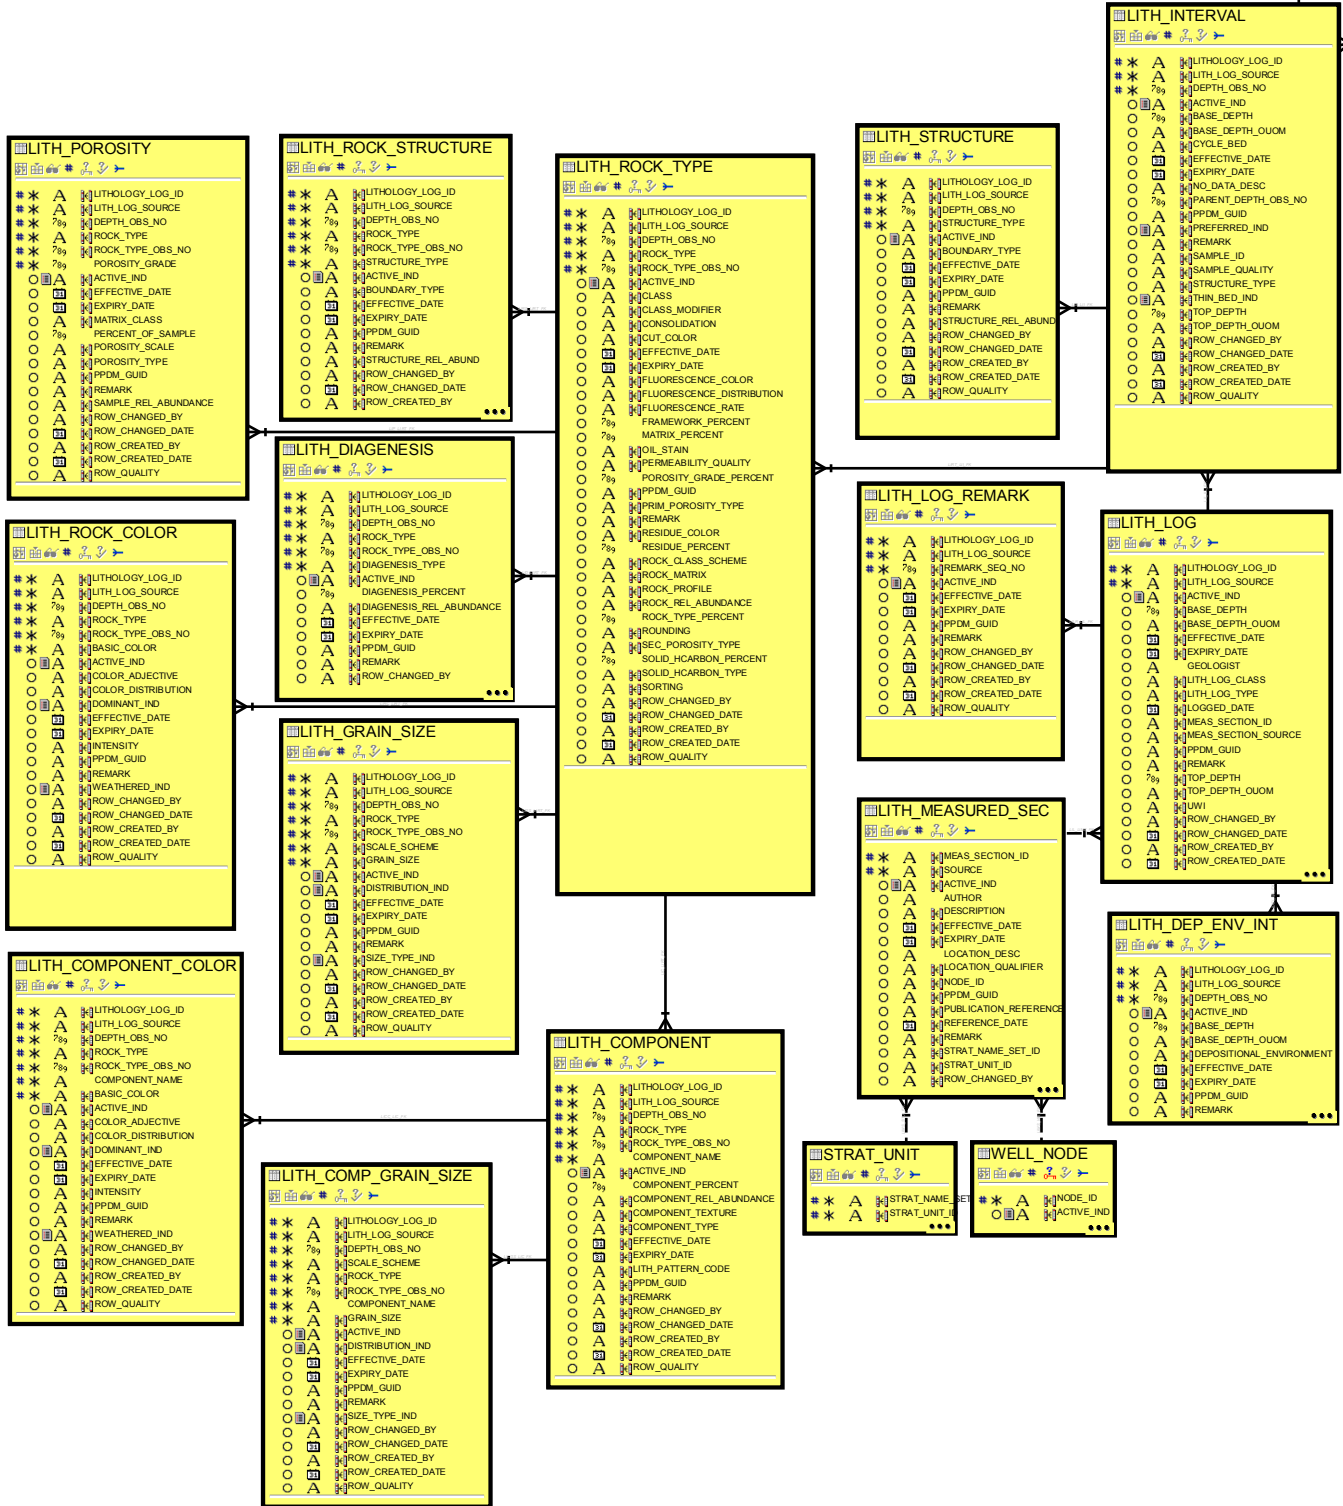 LITH_INTERVAL
LITHOLOGY_LOG_ID
LITH_LOG_SOURCE
DEPTH_OBS_NO
ACTIVE_IND
BASE_DEPTH
BASE_DEPTH_OUOM
CYCLE_BED
EFFECTIVE_DATE
EXPIRY_DATE
NO_DATA_DESC
PARENT_DEPTH_OBS_NO
PPDM_GUID
PREFERRED_IND
REMARK
SAMPLE_ID
SAMPLE_QUALITY
STRUCTURE_TYPE
THIN_BED_IND
TOP_DEPTH
TOP_DEPTH_OUOM
ROW_CHANGED_BY
ROW_CHANGED_DATE
ROW_CREATED_BY
ROW_CREATED_DATE
ROW_QUALITY
LITH_POROSITY
LITHOLOGY_LOG_ID
LITH_LOG_SOURCE
DEPTH_OBS_NO
ROCK_TYPE
ROCK_TYPE_OBS_NO
POROSITY_GRADE
ACTIVE_IND
EFFECTIVE_DATE
EXPIRY_DATE
MATRIX_CLASS
PERCENT_OF_SAMPLE
POROSITY_SCALE
POROSITY_TYPE
PPDM_GUID
REMARK
SAMPLE_REL_ABUNDANCE
ROW_CHANGED_BY
ROW_CHANGED_DATE
ROW_CREATED_BY
ROW_CREATED_DATE
ROW_QUALITY
LITH_ROCK_STRUCTURE
LITHOLOGY_LOG_ID
LITH_LOG_SOURCE
DEPTH_OBS_NO
ROCK_TYPE
ROCK_TYPE_OBS_NO
STRUCTURE_TYPE
ACTIVE_IND
BOUNDARY_TYPE
EFFECTIVE_DATE
EXPIRY_DATE
PPDM_GUID
REMARK
STRUCTURE_REL_ABUND
ROW_CHANGED_BY
ROW_CHANGED_DATE
ROW_CREATED_BY
LITH_ROCK_TYPE
LITHOLOGY_LOG_ID
LITH_LOG_SOURCE
DEPTH_OBS_NO
ROCK_TYPE
ROCK_TYPE_OBS_NO
ACTIVE_IND
CLASS
CLASS_MODIFIER
CONSOLIDATION
CUT_COLOR
EFFECTIVE_DATE
EXPIRY_DATE
FLUORESCENCE_COLOR
FLUORESCENCE_DISTRIBUTION
FLUORESCENCE_RATE
FRAMEWORK_PERCENT
MATRIX_PERCENT
OIL_STAIN
PERMEABILITY_QUALITY
POROSITY_GRADE_PERCENT
PPDM_GUID
PRIM_POROSITY_TYPE
REMARK
RESIDUE_COLOR
RESIDUE_PERCENT
ROCK_CLASS_SCHEME
ROCK_MATRIX
ROCK_PROFILE
ROCK_REL_ABUNDANCE
ROCK_TYPE_PERCENT
ROUNDING
SEC_POROSITY_TYPE
SOLID_HCARBON_PERCENT
SOLID_HCARBON_TYPE
SORTING
ROW_CHANGED_BY
ROW_CHANGED_DATE
ROW_CREATED_BY
ROW_CREATED_DATE
ROW_QUALITY
LITH_STRUCTURE
LITHOLOGY_LOG_ID
LITH_LOG_SOURCE
DEPTH_OBS_NO
STRUCTURE_TYPE
ACTIVE_IND
BOUNDARY_TYPE
EFFECTIVE_DATE
EXPIRY_DATE
PPDM_GUID
REMARK
STRUCTURE_REL_ABUND
ROW_CHANGED_BY
ROW_CHANGED_DATE
ROW_CREATED_BY
ROW_CREATED_DATE
ROW_QUALITY
LITH_DIAGENESIS
LITHOLOGY_LOG_ID
LITH_LOG_SOURCE
DEPTH_OBS_NO
ROCK_TYPE
ROCK_TYPE_OBS_NO
DIAGENESIS_TYPE
ACTIVE_IND
DIAGENESIS_PERCENT
DIAGENESIS_REL_ABUNDANCE
EFFECTIVE_DATE
EXPIRY_DATE
PPDM_GUID
REMARK
ROW_CHANGED_BY
LITH_LOG_REMARK
LITHOLOGY_LOG_ID
LITH_LOG_SOURCE
REMARK_SEQ_NO
ACTIVE_IND
EFFECTIVE_DATE
EXPIRY_DATE
PPDM_GUID
REMARK
ROW_CHANGED_BY
ROW_CHANGED_DATE
ROW_CREATED_BY
ROW_CREATED_DATE
ROW_QUALITY
LITH_LOG
LITHOLOGY_LOG_ID
LITH_LOG_SOURCE
ACTIVE_IND
BASE_DEPTH
BASE_DEPTH_OUOM
EFFECTIVE_DATE
EXPIRY_DATE
GEOLOGIST
LITH_LOG_CLASS
LITH_LOG_TYPE
LOGGED_DATE
MEAS_SECTION_ID
MEAS_SECTION_SOURCE
PPDM_GUID
REMARK
TOP_DEPTH
TOP_DEPTH_OUOM
UWI
ROW_CHANGED_BY
ROW_CHANGED_DATE
ROW_CREATED_BY
ROW_CREATED_DATE
LITH_ROCK_COLOR
LITHOLOGY_LOG_ID
LITH_LOG_SOURCE
DEPTH_OBS_NO
ROCK_TYPE
ROCK_TYPE_OBS_NO
BASIC_COLOR
ACTIVE_IND
COLOR_ADJECTIVE
COLOR_DISTRIBUTION
DOMINANT_IND
EFFECTIVE_DATE
EXPIRY_DATE
INTENSITY
PPDM_GUID
REMARK
WEATHERED_IND
ROW_CHANGED_BY
ROW_CHANGED_DATE
ROW_CREATED_BY
ROW_CREATED_DATE
ROW_QUALITY
LITH_GRAIN_SIZE
LITHOLOGY_LOG_ID
LITH_LOG_SOURCE
DEPTH_OBS_NO
ROCK_TYPE
ROCK_TYPE_OBS_NO
SCALE_SCHEME
GRAIN_SIZE
ACTIVE_IND
DISTRIBUTION_IND
EFFECTIVE_DATE
EXPIRY_DATE
PPDM_GUID
REMARK
SIZE_TYPE_IND
ROW_CHANGED_BY
ROW_CHANGED_DATE
ROW_CREATED_BY
ROW_CREATED_DATE
ROW_QUALITY
LITH_MEASURED_SEC
MEAS_SECTION_ID
SOURCE
ACTIVE_IND
AUTHOR
DESCRIPTION
EFFECTIVE_DATE
EXPIRY_DATE
LOCATION_DESC
LOCATION_QUALIFIER
NODE_ID
PPDM_GUID
PUBLICATION_REFERENCE
REFERENCE_DATE
REMARK
STRAT_NAME_SET_ID
STRAT_UNIT_ID
ROW_CHANGED_BY
LITH_DEP_ENV_INT
LITHOLOGY_LOG_ID
LITH_LOG_SOURCE
DEPTH_OBS_NO
ACTIVE_IND
BASE_DEPTH
BASE_DEPTH_OUOM
DEPOSITIONAL_ENVIRONMENT
EFFECTIVE_DATE
EXPIRY_DATE
PPDM_GUID
REMARK
LITH_COMPONENT_COLOR
LITHOLOGY_LOG_ID
LITH_LOG_SOURCE
DEPTH_OBS_NO
ROCK_TYPE
ROCK_TYPE_OBS_NO
COMPONENT_NAME
BASIC_COLOR
ACTIVE_IND
COLOR_ADJECTIVE
COLOR_DISTRIBUTION
DOMINANT_IND
EFFECTIVE_DATE
EXPIRY_DATE
INTENSITY
PPDM_GUID
REMARK
WEATHERED_IND
ROW_CHANGED_BY
ROW_CHANGED_DATE
ROW_CREATED_BY
ROW_CREATED_DATE
ROW_QUALITY
LITH_COMPONENT
LITHOLOGY_LOG_ID
LITH_LOG_SOURCE
DEPTH_OBS_NO
ROCK_TYPE
ROCK_TYPE_OBS_NO
COMPONENT_NAME
ACTIVE_IND
COMPONENT_PERCENT
COMPONENT_REL_ABUNDANCE
COMPONENT_TEXTURE
COMPONENT_TYPE
EFFECTIVE_DATE
EXPIRY_DATE
LITH_PATTERN_CODE
PPDM_GUID
REMARK
ROW_CHANGED_BY
ROW_CHANGED_DATE
ROW_CREATED_BY
ROW_CREATED_DATE
ROW_QUALITY
LITH_COMP_GRAIN_SIZE
LITHOLOGY_LOG_ID
LITH_LOG_SOURCE
DEPTH_OBS_NO
SCALE_SCHEME
ROCK_TYPE
ROCK_TYPE_OBS_NO
COMPONENT_NAME
GRAIN_SIZE
ACTIVE_IND
DISTRIBUTION_IND
EFFECTIVE_DATE
EXPIRY_DATE
PPDM_GUID
REMARK
SIZE_TYPE_IND
ROW_CHANGED_BY
ROW_CHANGED_DATE
ROW_CREATED_BY
ROW_CREATED_DATE
ROW_QUALITY
STRAT_UNIT
STRAT_NAME_SET
STRAT_UNIT_ID
WELL_NODE
NODE_ID
ACTIVE_IND